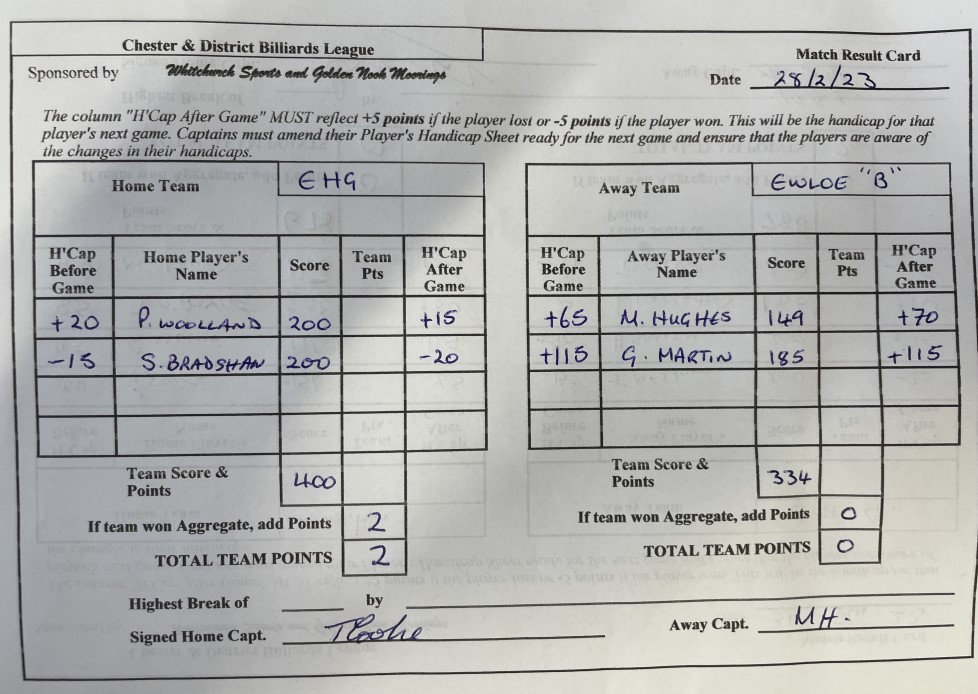 Chester & District Billiards League
Match Result Card
Sponsored by Whitchurch Sports and Golden Nook Moorings
Date 28/2/23
The column "H'Cap After Game" MUST reflect +5 points if the player lost or -5 points if the player won. This will be the handicap for that
player's next game. Captains must amend their Player's Handicap Sheet ready for the next game and ensure that the players are aware of
the changes in their handicaps.
Home Team EHG
H'Cap Before Game Home Player's Name Score Team Pts H'Cap After Game
+20 P. WOOLLAND 200 +15
-15 S. BRADSHAW 200 -20
Team Score & Points 400
If team won Aggregate, add Points 2
TOTAL TEAM POINTS 2
Away Team EWLOE "B"
H'Cap Before Game Away Player's Name Score Team Pts H'Cap After Game
+65 M. HUGHES 149 +70
+115 G. MARTIN 185 +115
Team Score & Points 334
If team won Aggregate, add Points 0
TOTAL TEAM POINTS 0
Highest Break of by
Signed Home Capt.
Away Capt. MH.